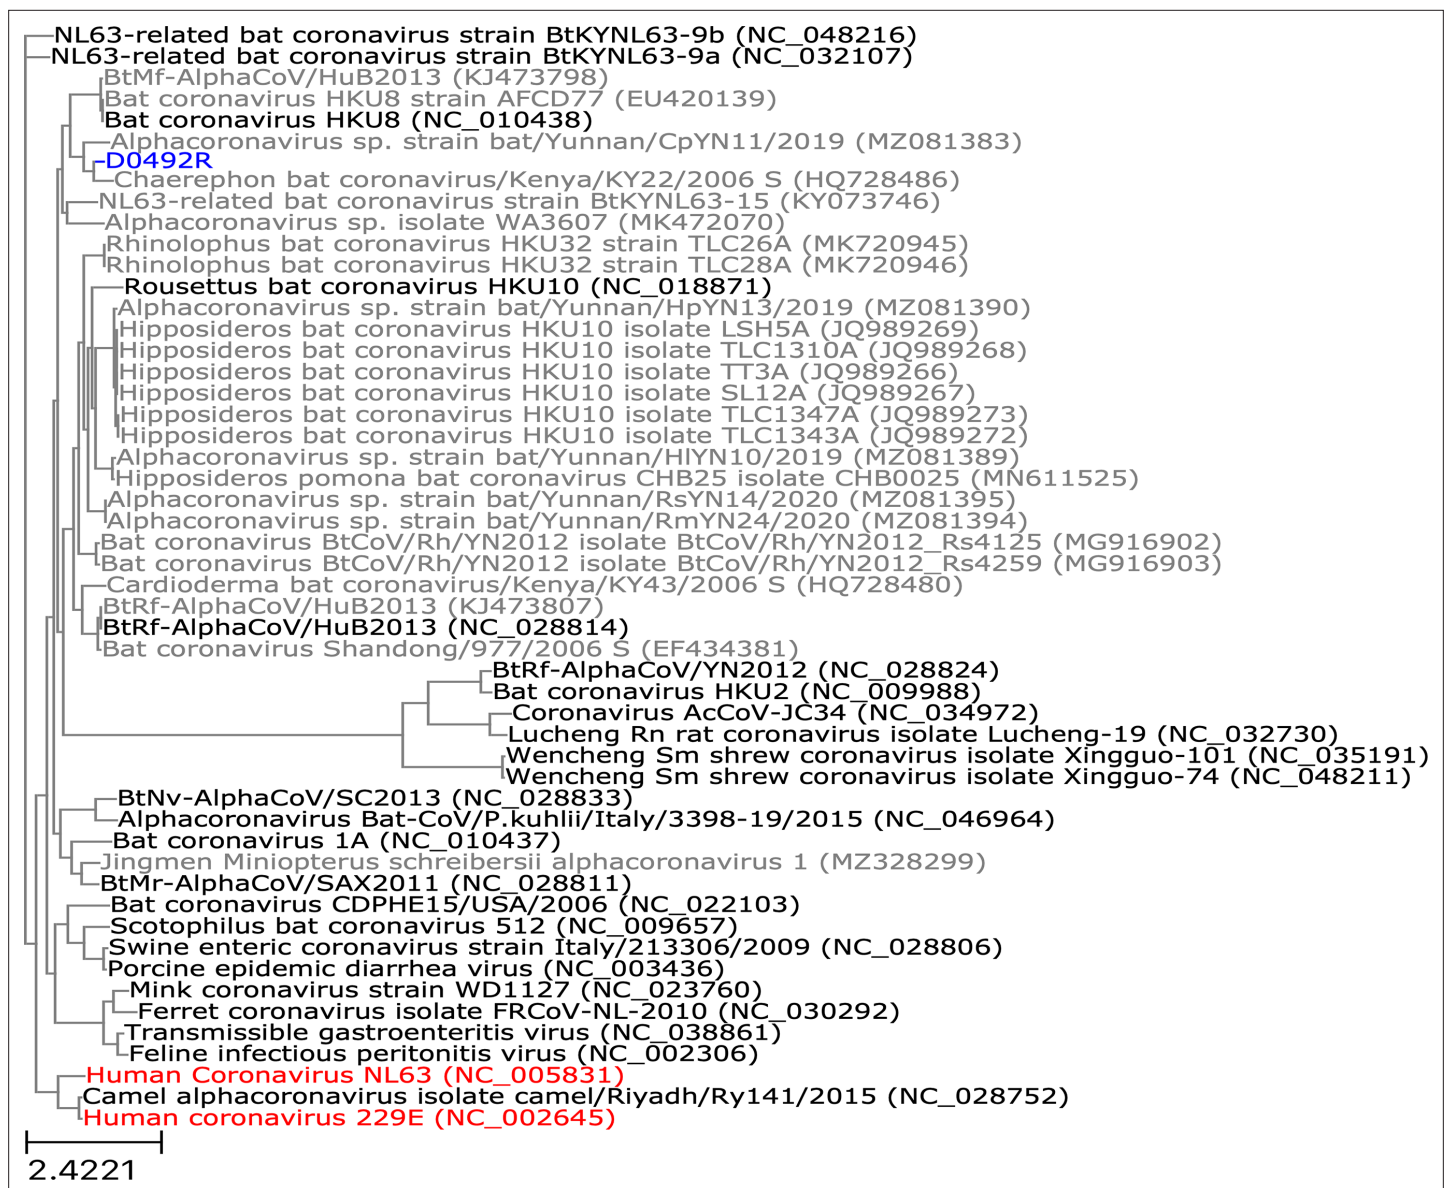 NL63-related bat coronavirus strain BtKYNL63-9b (NC_048216)
NL63-related bat coronavirus strain BtKYNL63-9a (NC_032107)
BtMf-AlphaCoV/HuB2013 (KJ473798)
Bat coronavirus HKU8 strain AFCD77 (EU420139)
Bat coronavirus HKU8 (NC_010438)
Alphacoronavirus sp. strain bat/Yunnan/CpYN11/2019 (MZ081383)
D0492R
Chaerephon bat coronavirus/Kenya/KY22/2006 S (HQ728486)
NL63-related bat coronavirus strain BtKYNL63-15 (KY073746)
Alphacoronavirus sp. isolate WA3607 (MK472070)
Rhinolophus bat coronavirus HKU32 strain TLC26A (MK720945)
Rhinolophus bat coronavirus HKU32 strain TLC28A (MK720946)
Rousettus bat coronavirus HKU10 (NC_018871)
Alphacoronavirus sp. strain bat/Yunnan/HpYN13/2019 (MZ081390)
Hipposideros bat coronavirus HKU10 isolate LSH5A (JQ989269)
Hipposideros bat coronavirus HKU10 isolate TLC1310A (JQ989268)
Hipposideros bat coronavirus HKU10 isolate TT3A (JQ989266)
Hipposideros bat coronavirus HKU10 isolate SL12A (JQ989267)
Hipposideros bat coronavirus HKU10 isolate TLC1347A (JQ989273)
Hipposideros bat coronavirus HKU10 isolate TLC1343A (JQ989272)
Alphacoronavirus sp. strain bat/Yunnan/HlYN10/2019 (MZ081389)
Hipposideros pomona bat coronavirus CHB25 isolate CHB0025 (MN611525)
Alphacoronavirus sp. strain bat/Yunnan/RsYN14/2020 (MZ081395)
Alphacoronavirus sp. strain bat/Yunnan/RmYN24/2020 (MZ081394)
Bat coronavirus BtCoV/Rh/YN2012 isolate BtCoV/Rh/YN2012_Rs4125 (MG916902)
Bat coronavirus BtCoV/Rh/YN2012 isolate BtCoV/Rh/YN2012_Rs4259 (MG916903)
Cardioderma bat coronavirus/Kenya/KY43/2006 S (HQ728480)
BtRf-AlphaCoV/HuB2013 (KJ473807)
BtRf-AlphaCoV/HuB2013 (NC_028814)
Bat coronavirus Shandong/977/2006 S (EF434381)
BtRf-AlphaCoV/YN2012 (NC_028824)
Bat coronavirus HKU2 (NC_009988)
Coronavirus AcCoV-JC34 (NC_034972)
Lucheng Rn rat coronavirus isolate Lucheng-19 (NC_032730)
Wencheng Sm shrew coronavirus isolate Xingguo-101 (NC_035191)
Wencheng Sm shrew coronavirus isolate Xingguo-74 (NC_048211)
BtNv-AlphaCoV/SC2013 (NC_028833)
Alphacoronavirus Bat-CoV/P.kuhlii/Italy/3398-19/2015 (NC_046964)
Bat coronavirus 1A (NC_010437)
Jingmen Miniopterus schreibersii alphacoronavirus 1 (MZ328299)
BtMr-AlphaCoV/SAX2011 (NC_028811)
Bat coronavirus CDPHE15/USA/2006 (NC_022103)
Scotophilus bat coronavirus 512 (NC_009657)
Swine enteric coronavirus strain Italy/213306/2009 (NC_028806)
Porcine epidemic diarrhea virus (NC_003436)
Mink coronavirus strain WD1127 (NC_023760)
Ferret coronavirus isolate FRCoV-NL-2010 (NC_030292)
Transmissible gastroenteritis virus (NC_038861)
Feline infectious peritonitis virus (NC_002306)
Human Coronavirus NL63 (NC_005831)
Camel alphacoronavirus isolate camel/Riyadh/Ry141/2015 (NC_028752)
Human coronavirus 229E (NC_002645)
2.4221